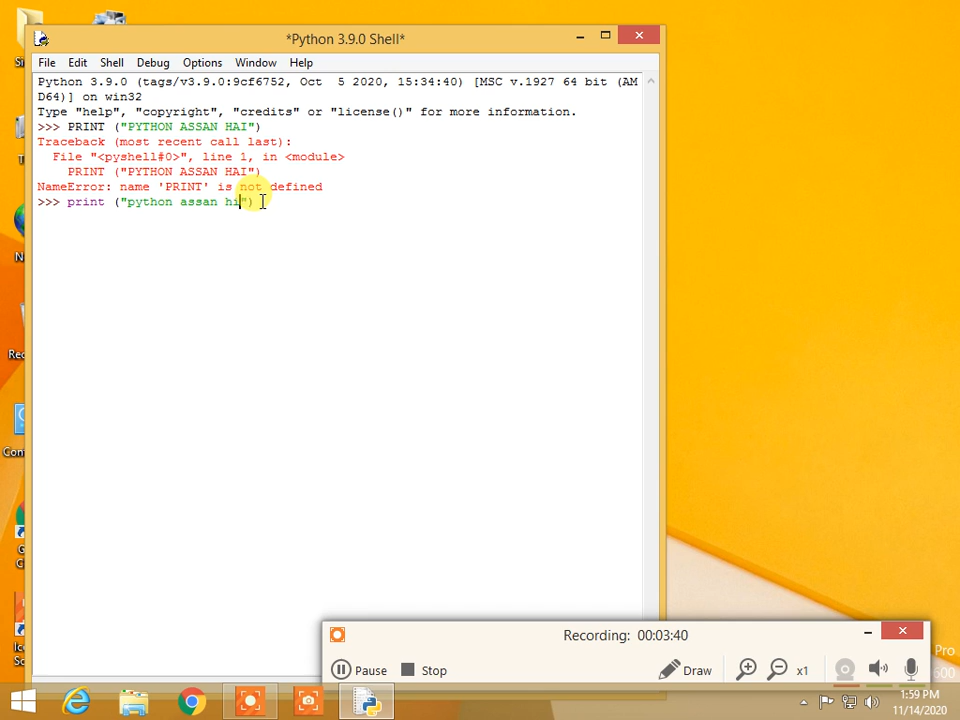 *Python 3.9.0 Shell*
File Edit Shell Debug Options Window Help
Python 3.9.0 (tags/v3.9.0:9cf6752, Oct  5 2020, 15:34:40) [MSC v.1927 64 bit (AM
D64)] on win32
Type "help", "copyright", "credits" or "license()" for more information.
>>> PRINT ("PYTHON ASSAN HAI")
Traceback (most recent call last):
  File "<pyshell#0>", line 1, in <module>
    PRINT ("PYTHON ASSAN HAI")
NameError: name 'PRINT' is not defined
>>> print ("python assan hi")
Recording: 00:03:40
Pause Stop Draw x1
Pro
600
1:59 PM
11/14/2020